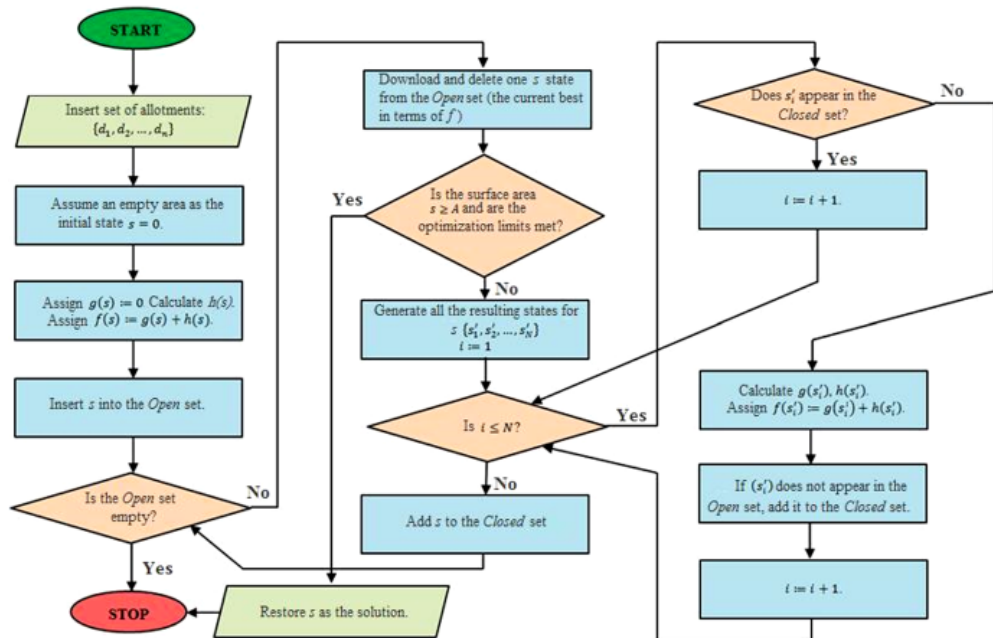 START
Insert set of allotments:
{d₁, d₂, ..., dₙ}
Assume an empty area as the
initial state s = 0.
Assign g(s) ≔ 0 Calculate h(s).
Assign f(s) ≔ g(s) + h(s).
Insert s into the Open set.
Is the Open set
empty?
No
Yes
STOP
Download and delete one s state
from the Open set (the current best
in terms of f )
Yes
Is the surface area
s ≥ A and are the
optimization limits met?
No
Generate all the resulting states for
s {s′₁, s′₂, ..., s′N}
i ≔ 1
Is i ≤ N?
Yes
No
Add s to the Closed set
Restore s as the solution.
Does s′ᵢ appear in the
Closed set?
No
Yes
i ≔ i + 1.
Calculate g(s′ᵢ), h(s′ᵢ).
Assign f(s′ᵢ) ≔ g(s′ᵢ) + h(s′ᵢ).
If (s′ᵢ) does not appear in the
Open set, add it to the Closed set.
i ≔ i + 1.